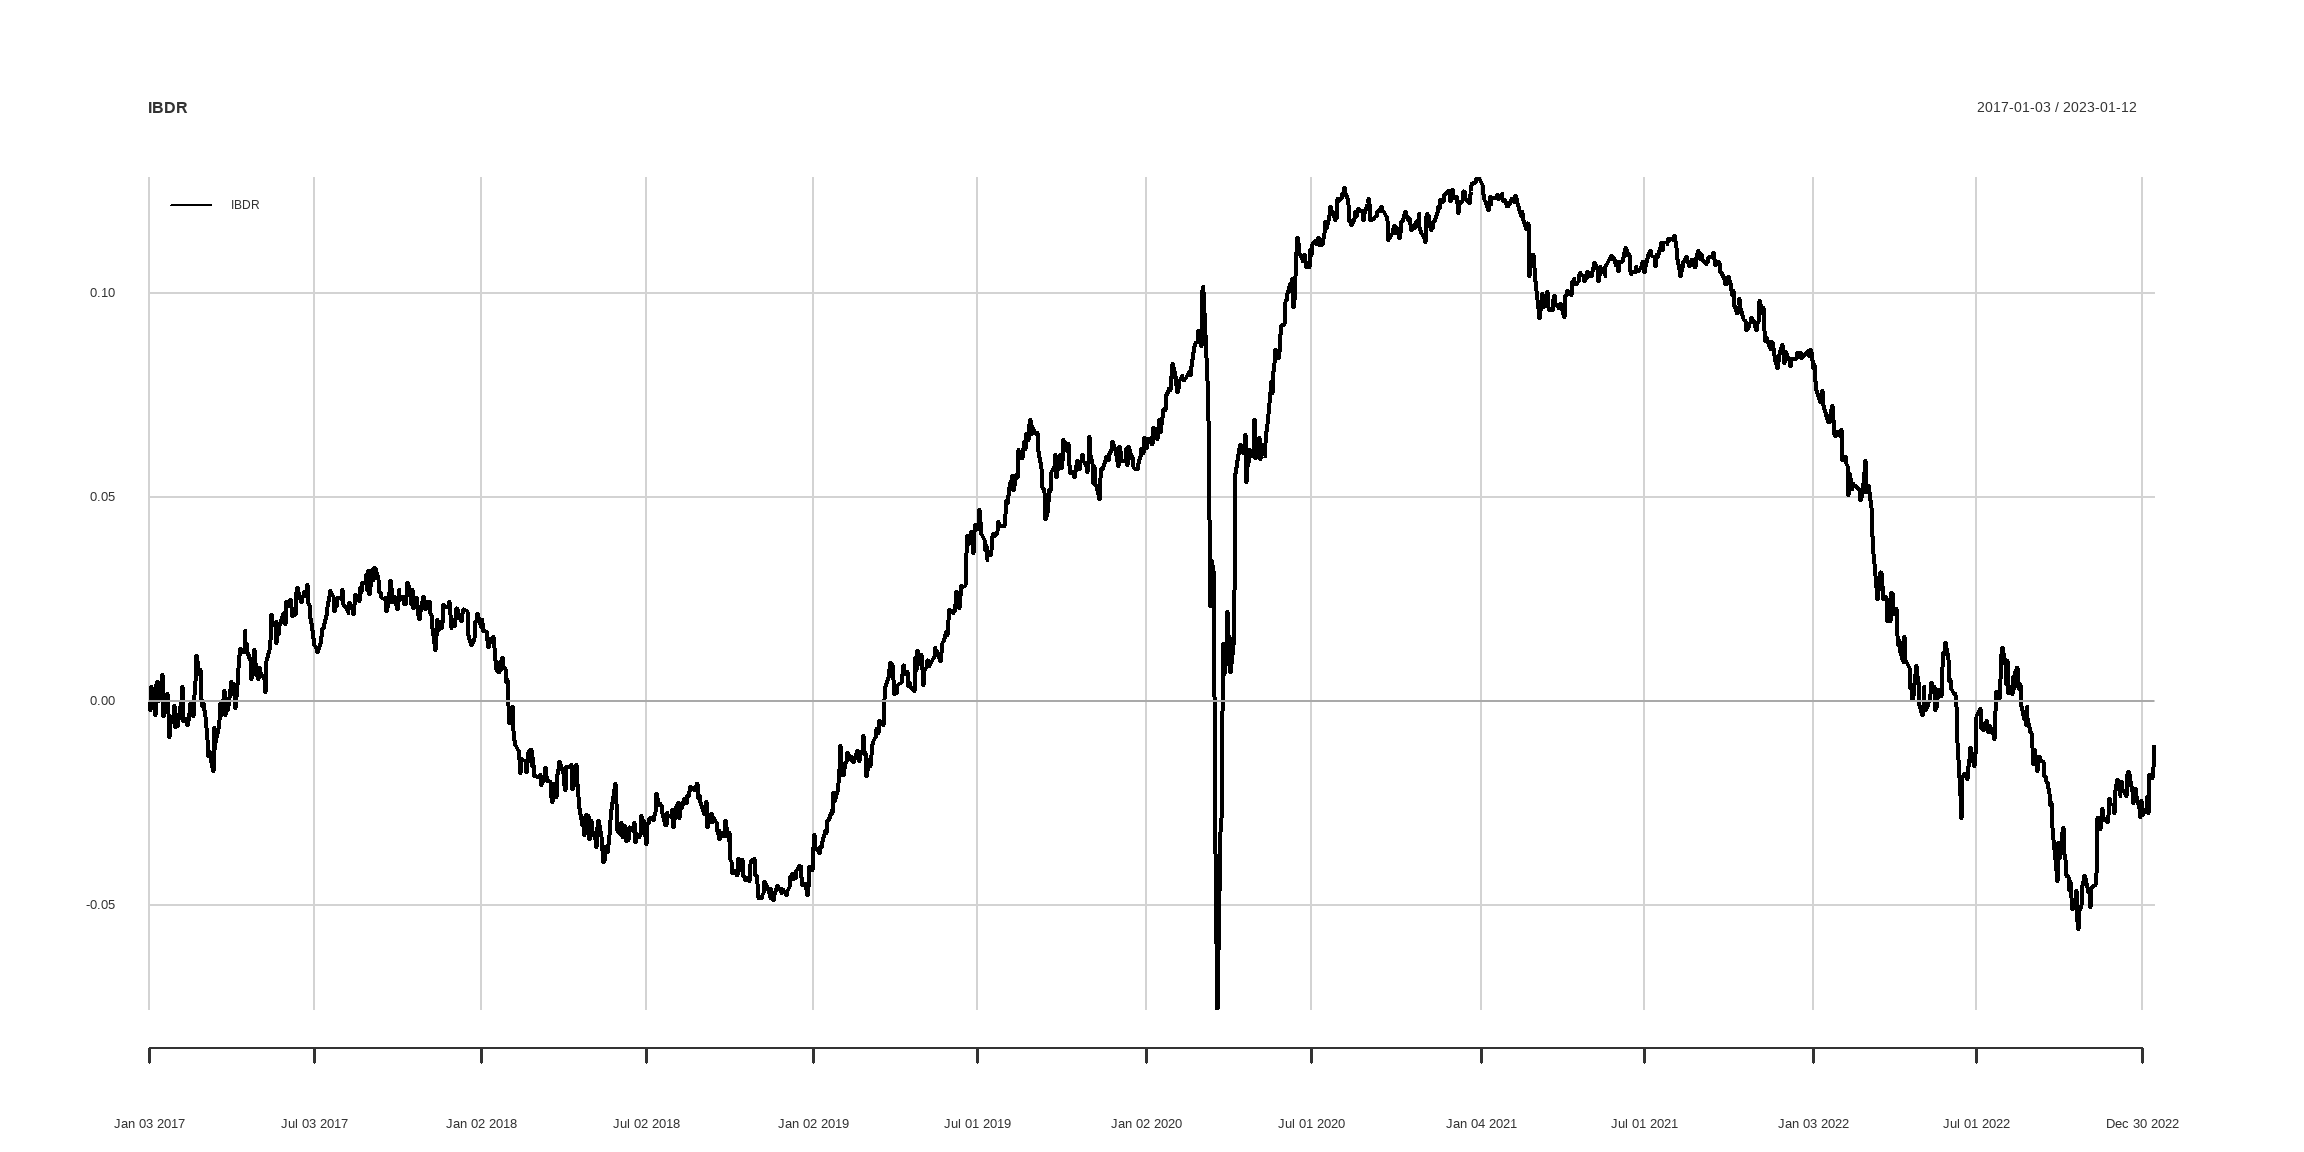 IBDR
2017-01-03 / 2023-01-12
IBDR
0.10
0.05
0.00
-0.05
Jan 03 2017
Jul 03 2017
Jan 02 2018
Jul 02 2018
Jan 02 2019
Jul 01 2019
Jan 02 2020
Jul 01 2020
Jan 04 2021
Jul 01 2021
Jan 03 2022
Jul 01 2022
Dec 30 2022